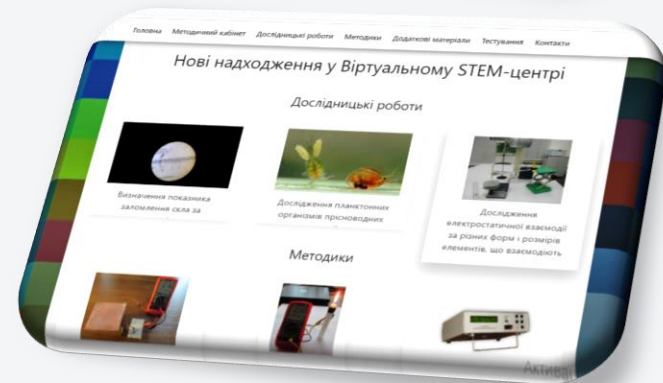 Головна Методичний кабінет Дослідницькі роботи Методики Додаткові матеріали Тестування Контакти
Нові надходження у Віртуальному STEM-центрі
Дослідницькі роботи
Визначення показника
заломлення скла за
Дослідження планктонних
організмів прісноводних
Дослідження
електростатичної взаємодії
за різних форм і розмірів
елементів, що взаємодіють
Методики